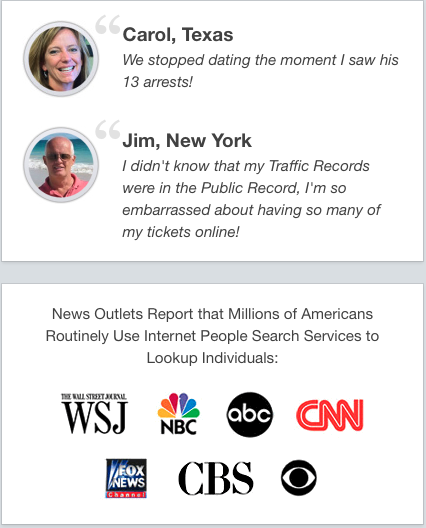 Carol, Texas
We stopped dating the moment I saw his
13 arrests!
Jim, New York
I didn't know that my Traffic Records
were in the Public Record, I'm so
embarrassed about having so many of
my tickets online!
News Outlets Report that Millions of Americans
Routinely Use Internet People Search Services to
Lookup Individuals:
THE WALL STREET JOURNAL
WSJ
NBC
abc
CNN
FOX
NEWS
Channel
CBS